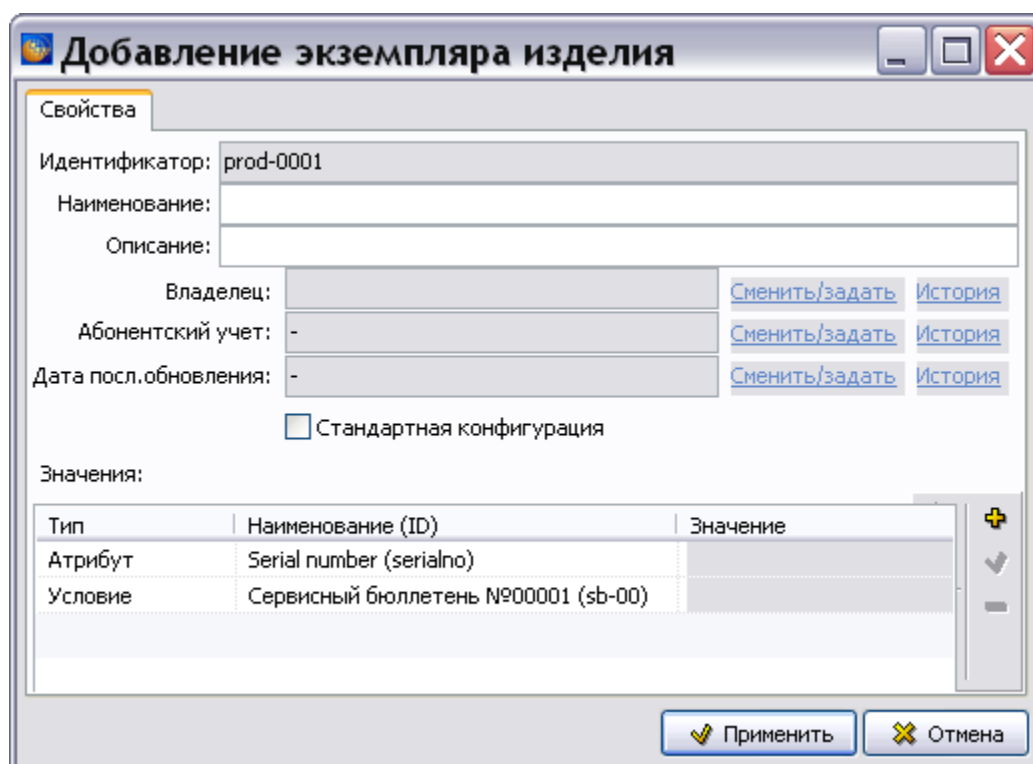 Добавление экземпляра изделия
Свойства
Идентификатор: prod-0001
Наименование:
Описание:
Владелец: Сменить/задать История
Абонентский учет: - Сменить/задать История
Дата посл.обновления: - Сменить/задать История
Стандартная конфигурация
Значения:
Тип Наименование (ID) Значение
Атрибут Serial number (serialno)
Условие Сервисный бюллетень №00001 (sb-00)
Применить Отмена